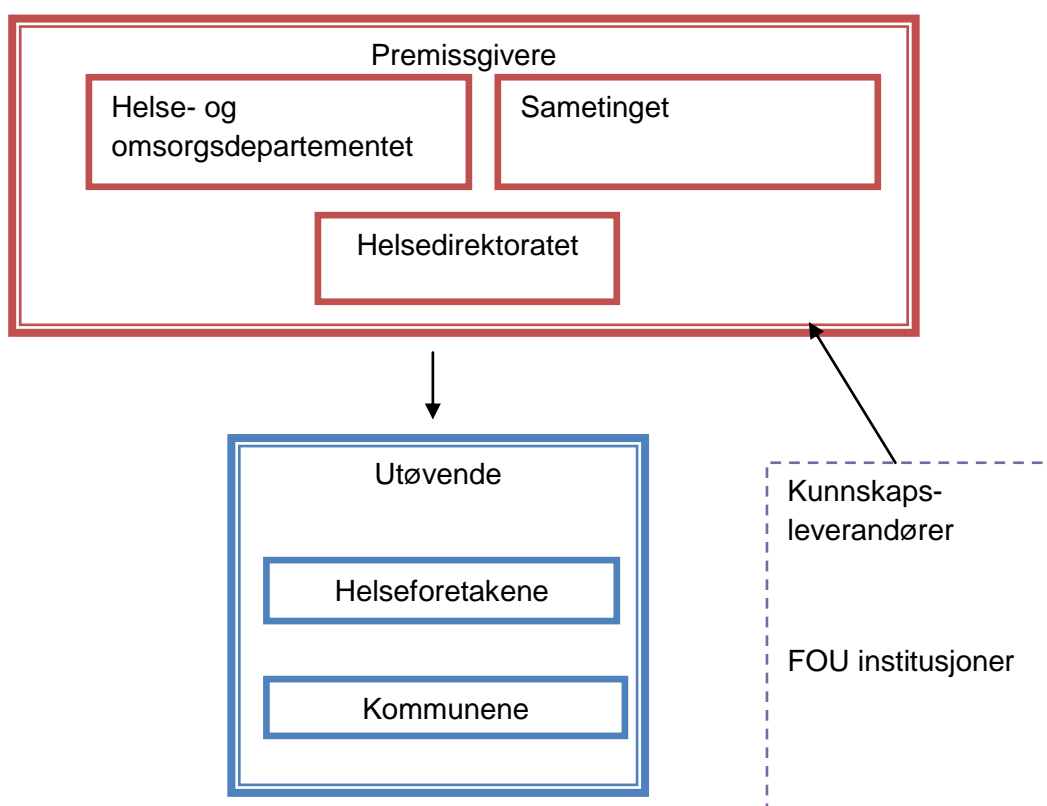 Premissgivere
Helse- og
omsorgsdepartementet
Sametinget
Helsedirektoratet
Utøvende
Helseforetakene
Kommunene
Kunnskaps-
leverandører
FOU institusjoner